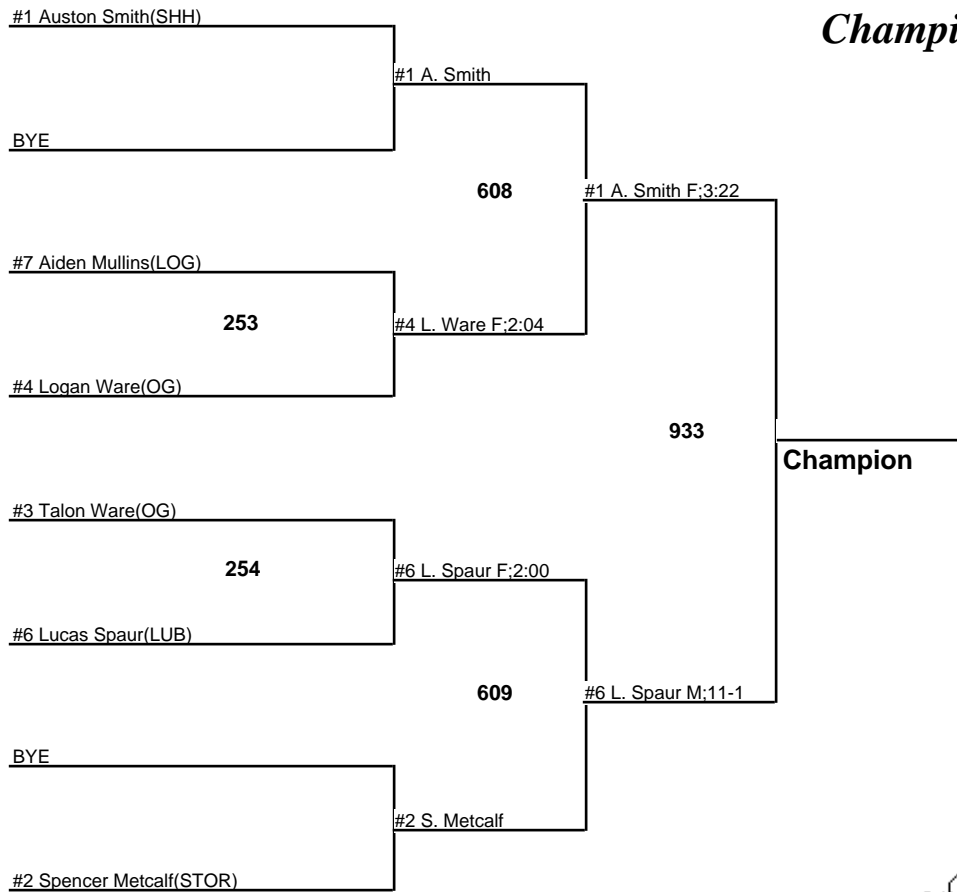 #1 Auston Smith(SHH)
Champi
#1 A. Smith
BYE
608
#1 A. Smith F;3:22
#7 Aiden Mullins(LOG)
253
#4 L. Ware F;2:04
#4 Logan Ware(OG)
933
Champion
#3 Talon Ware(OG)
254
#6 L. Spaur F;2:00
#6 Lucas Spaur(LUB)
609
#6 L. Spaur M;11-1
BYE
#2 S. Metcalf
#2 Spencer Metcalf(STOR)